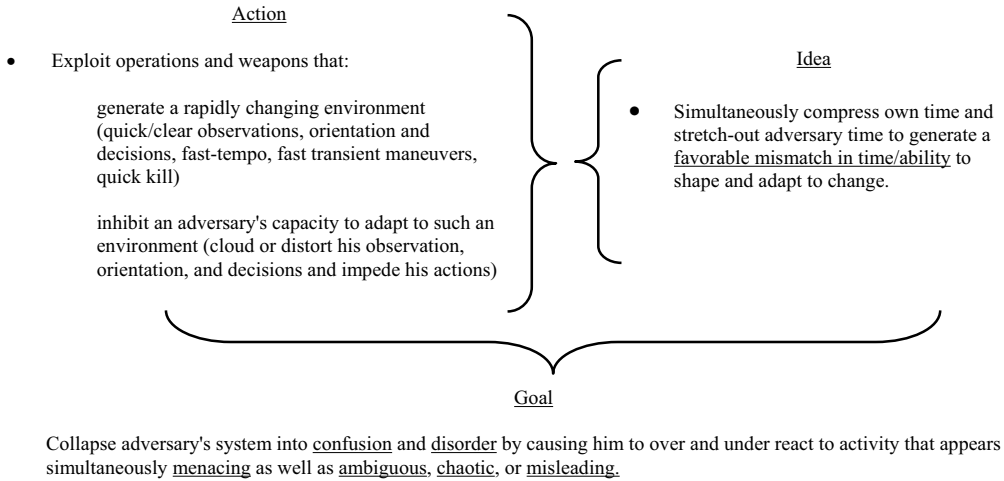 Action
• Exploit operations and weapons that:
generate a rapidly changing environment
(quick/clear observations, orientation and
decisions, fast-tempo, fast transient maneuvers,
quick kill)
inhibit an adversary's capacity to adapt to such an
environment (cloud or distort his observation,
orientation, and decisions and impede his actions)
Idea
• Simultaneously compress own time and
stretch-out adversary time to generate a
favorable mismatch in time/ability to
shape and adapt to change.
Goal
Collapse adversary's system into confusion and disorder by causing him to over and under react to activity that appears
simultaneously menacing as well as ambiguous, chaotic, or misleading.